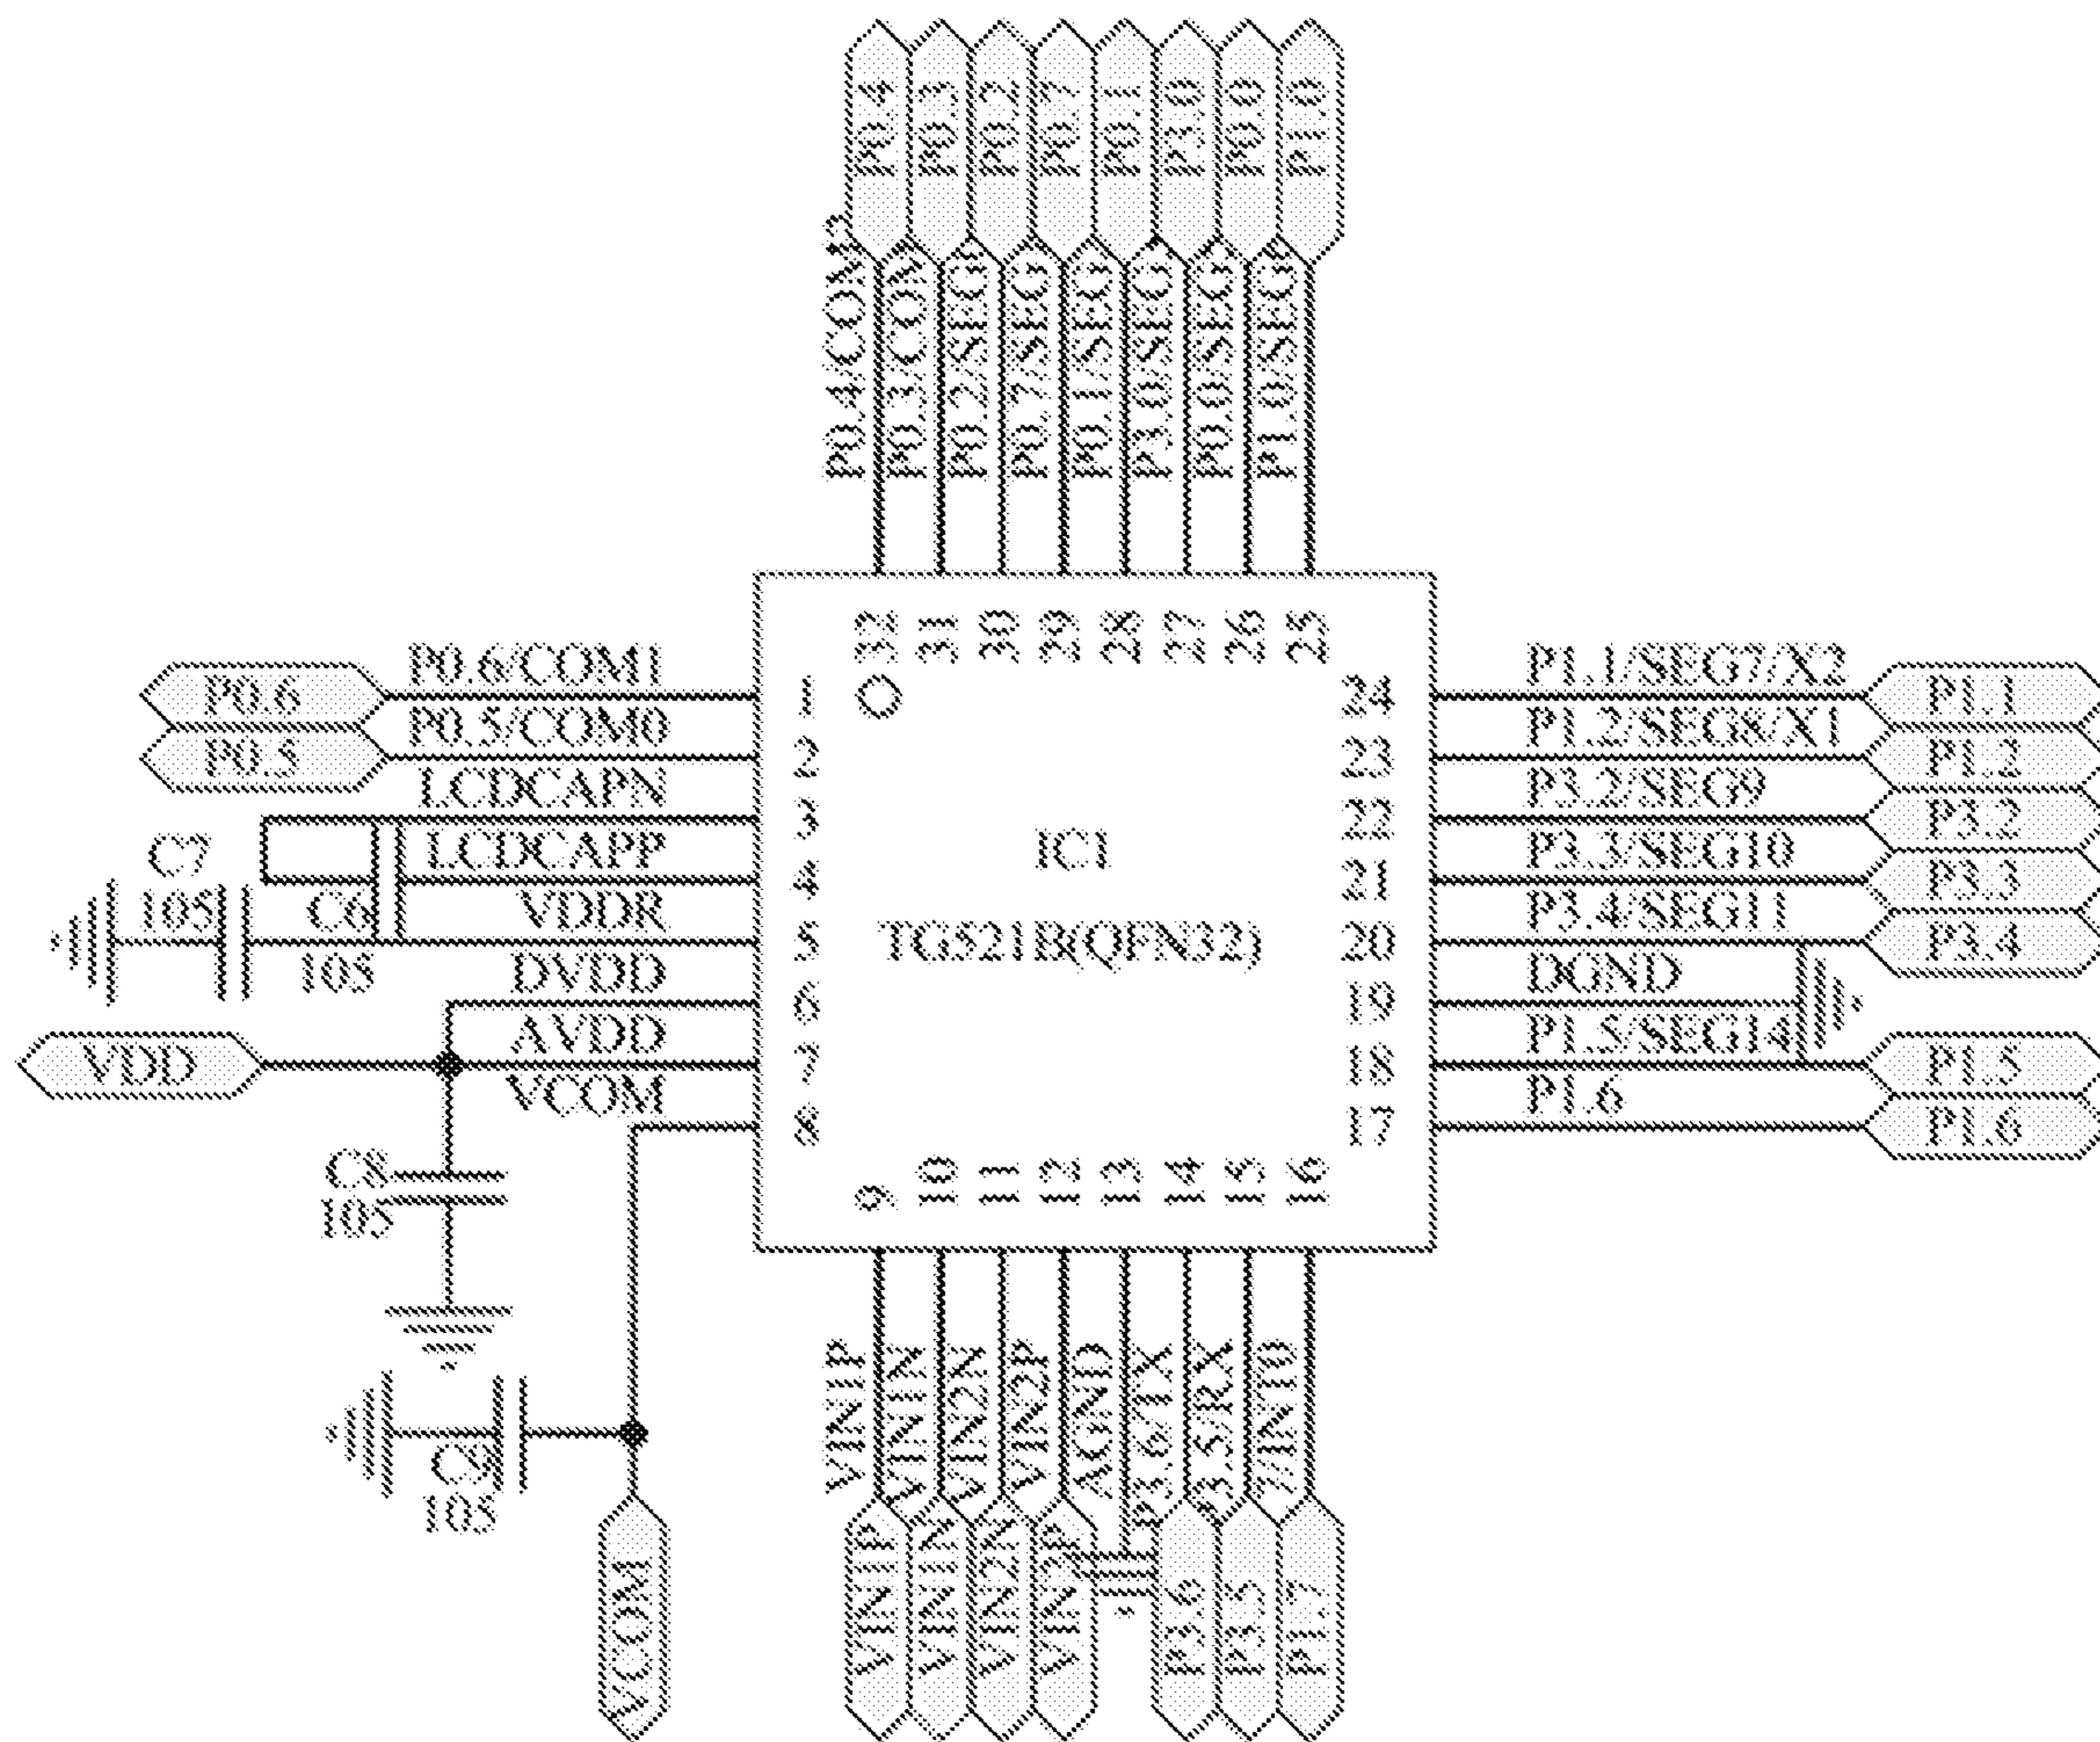 P0.4
P0.3
P0.2
P0.7
P0.1
P3.0
P0.0
P1.0
P0.4/COM2
P0.3/COM
P0.2/SEG
P0.7/SEG
P0.1/SEG
P3.0/SEG
P0.0/SEG
P1.0/SEG
32
31
30
29
28
27
26
25
P0.6
P0.6/COM1
1
24
P1.1/SEG7/X2
P1.1
P0.5
P0.5/COM0
2
23
P1.2/SEG8/X1
P1.2
LCDCAPN
3
22
P3.2/SEG9
P3.2
C7
LCDCAPP
4
IC1
21
P3.3/SEG10
P3.3
105
C6
105
VDDR
5
TG521B(QFN32)
20
P3.4/SEG11
P3.4
DVDD
6
19
DGND
VDD
AVDD
7
18
P1.5/SEG14
P1.5
VCOM
8
17
P1.6
P1.6
C8
105
9
10
11
12
13
14
15
16
C9
105
VCOM
VIN1P
VIN1N
VIN2N
VIN2P
AGND
P3.6/TX
P3.5/RX
7/INT0
VIN1P
VIN1N
VIN2N
VIN2P
P3.6
P3.5
P1.7